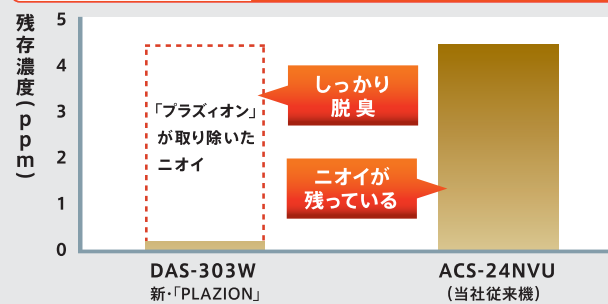 残存濃度(ppm)
5
4
3
2
1
0
「プラズィオン」
が取り除いた
ニオイ
しっかり
脱臭
ニオイが
残っている
DAS-303W
新・「PLAZION」
ACS-24NVU
(当社従来機)